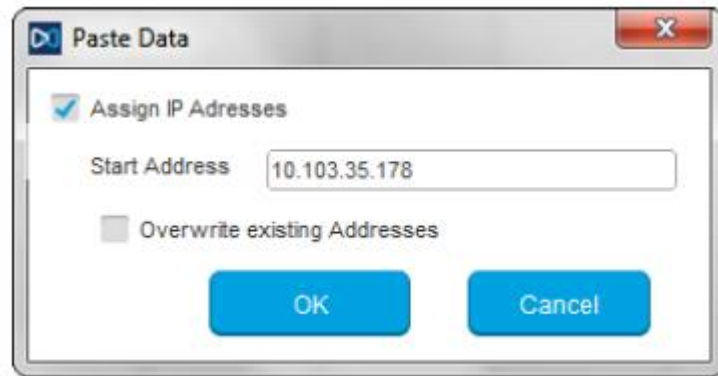 Paste Data
Assign IP Adresses
Start Address 10.103.35.178
Overwrite existing Addresses
OK Cancel